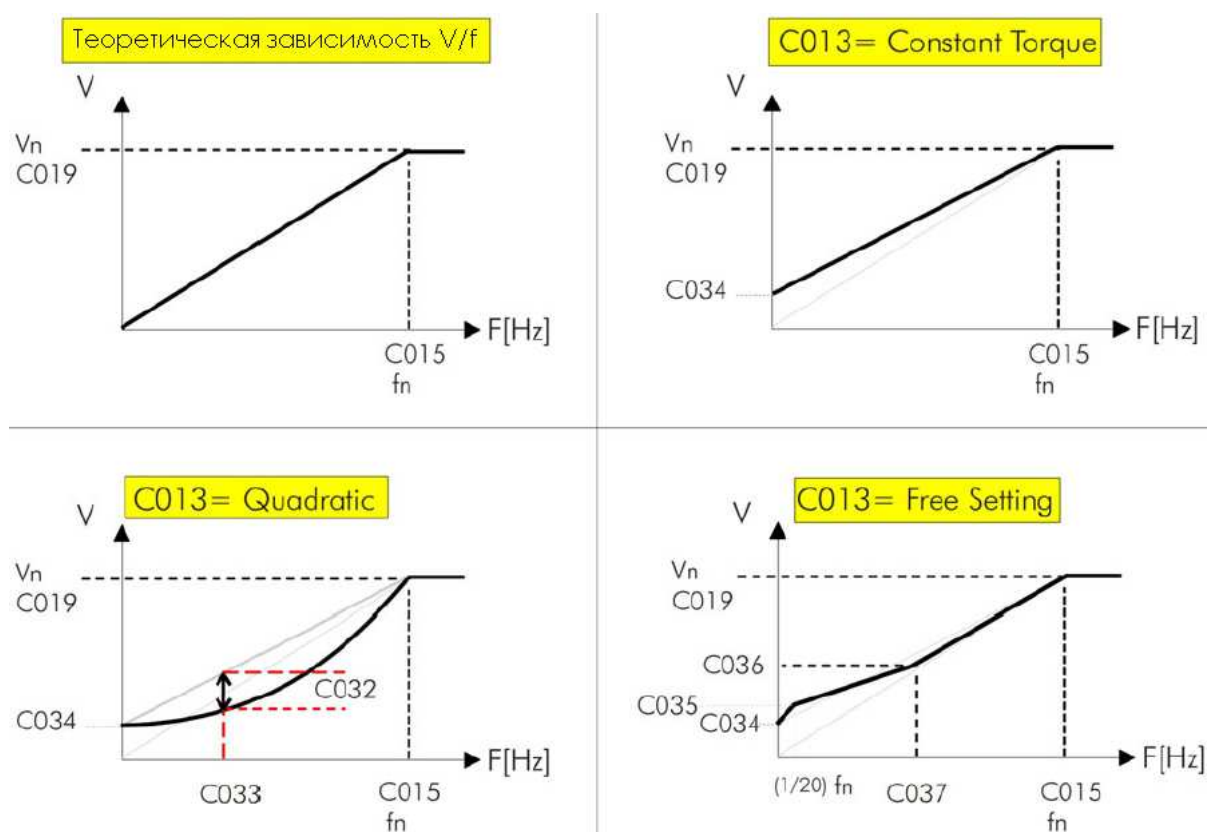 Теоретическая зависимость V/f
V
Vn
C019
F[Hz]
C015
fn
C013= Constant Torque
V
Vn
C019
C034
F[Hz]
C015
fn
C013= Quadratic
V
Vn
C019
C032
C034
F[Hz]
C033
C015
fn
C013= Free Setting
V
Vn
C019
C036
C035
C034
F[Hz]
(1/20) fn
C037
C015
fn